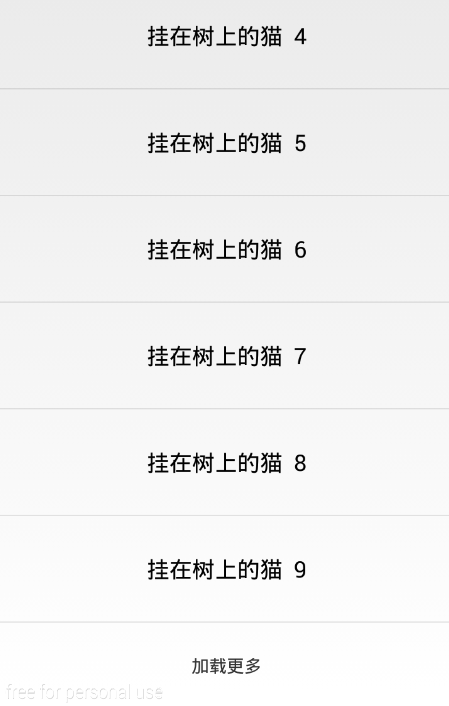 挂在树上的猫 4
挂在树上的猫 5
挂在树上的猫 6
挂在树上的猫 7
挂在树上的猫 8
挂在树上的猫 9
加载更多
free for personal use